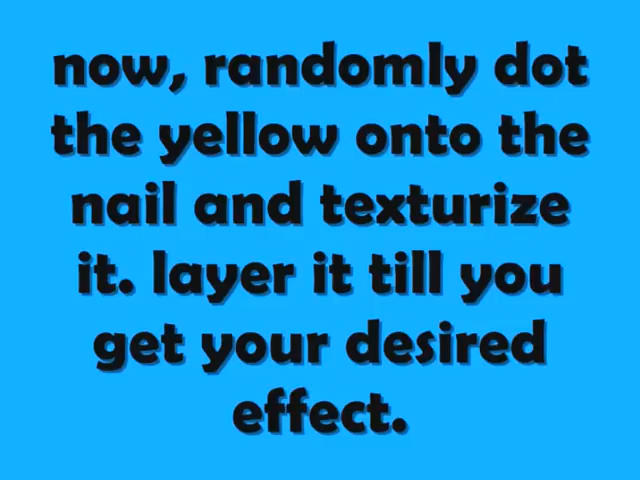 now, randomly dot
the yellow onto the
nail and texturize
it. layer it till you
get your desired
effect.